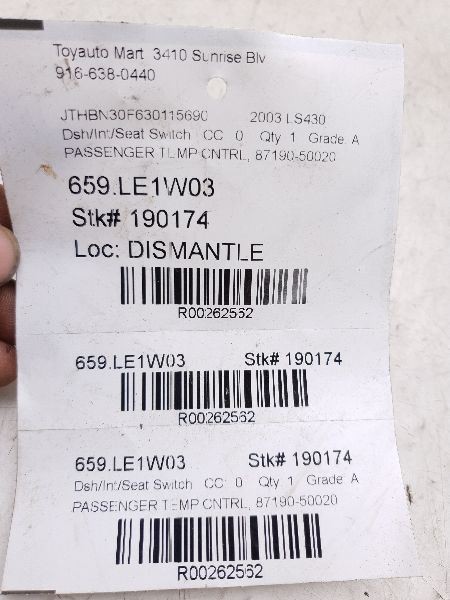 Toyauto Mart 3410 Sunrise Blv
916-638-0440
JTHBN30F630115690 2003 LS430
Dsh/Int/Seat Switch CC: 0 Qty 1 Grade: A
PASSENGER TEMP CNTRL, 87190-50020
659.LE1W03
Stk# 190174
Loc: DISMANTLE
R00262562
659.LE1W03 Stk# 190174
R00262562
659.LE1W03 Stk# 190174
Dsh/Int/Seat Switch CC: 0 Qty 1 Grade: A
PASSENGER TEMP CNTRL, 87190-50020
R00262562